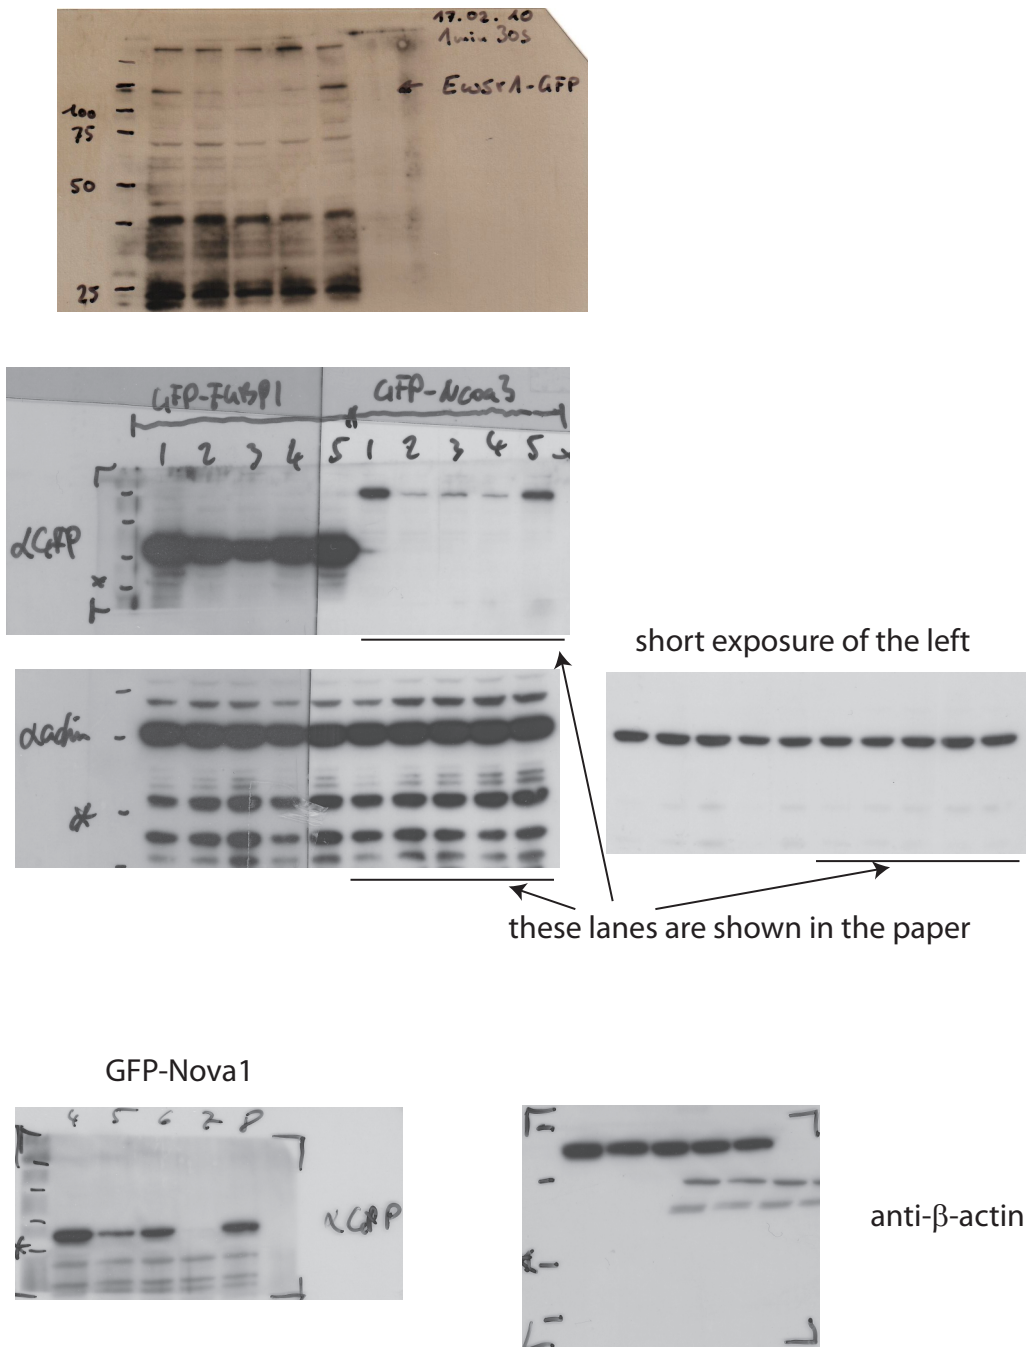 17.02.10
1min 30s
EwSr1-GFP
100
75
50
25
GFP-FUBP1 GFP-Ncoa3
1 2 3 4 5 1 2 3 4 5
αGFP
short exposure of the left
αactin
these lanes are shown in the paper
GFP-Nova1
4 5 6 7 8
αGFP
anti-β-actin